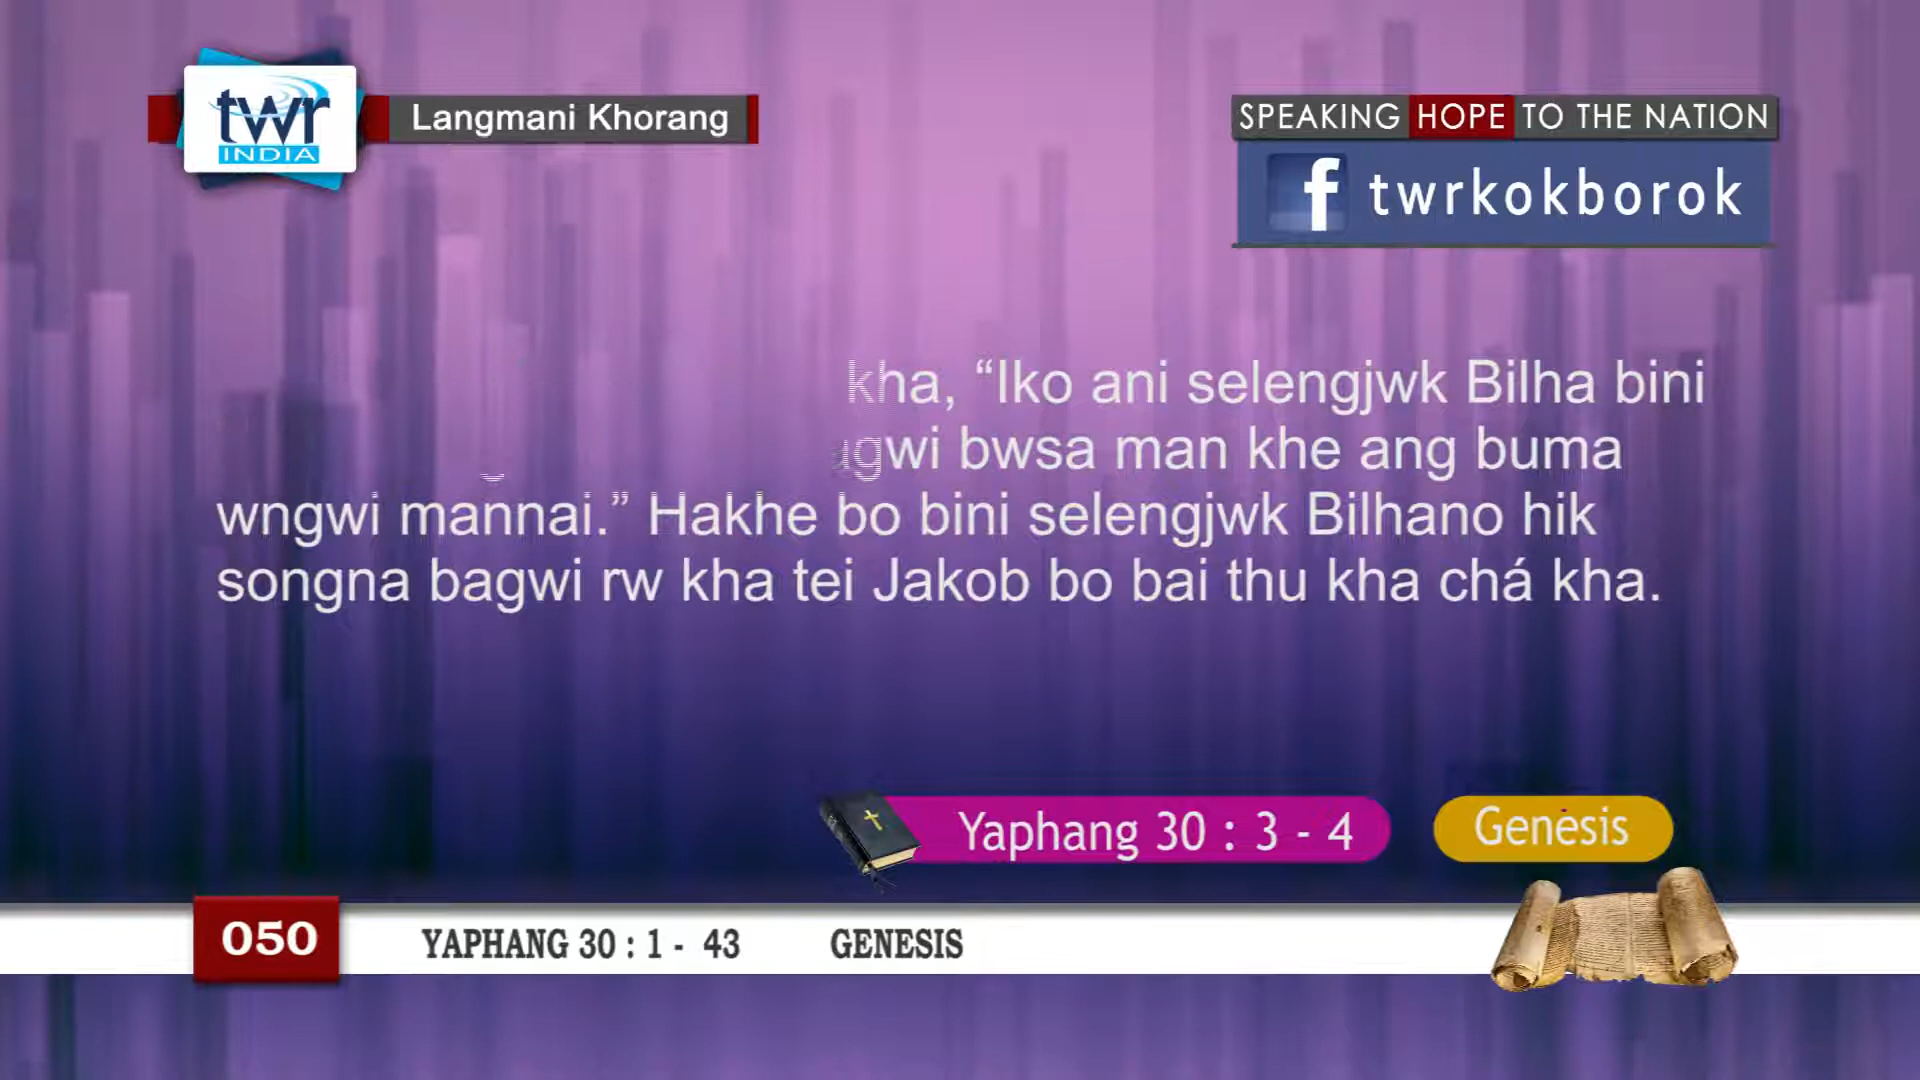 twr
INDIA
Langmani Khorang
SPEAKING HOPE TO THE NATION
f twrkokborok
kha, “Iko ani selengjwk Bilha bini
bwsa man khe ang buma
wngwi mannai.” Hakhe bo bini selengjwk Bilhano hik
songna bagwi rw kha tei Jakob bo bai thu kha chá kha.
Yaphang 30 : 3 - 4
Genesis
050
YAPHANG 30 : 1 - 43
GENESIS